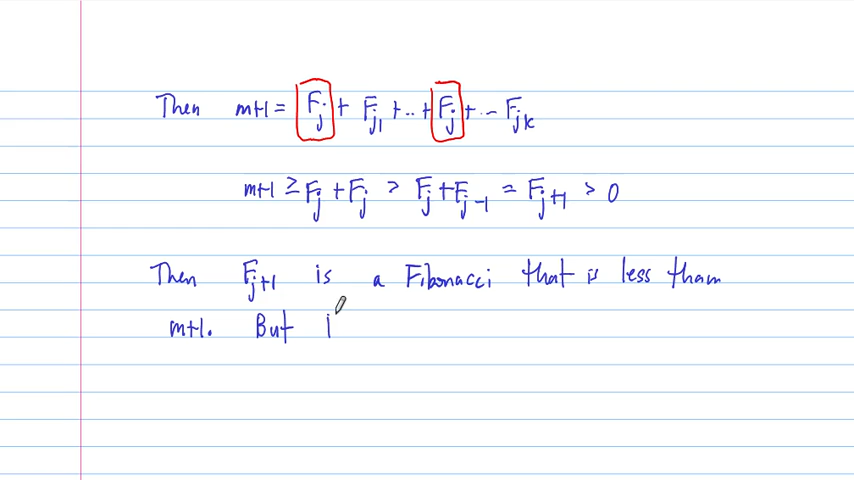 Then m+1 = F_j + F_j1 + .. + F_j + - F_jk
m+1 ≥ F_j + F_j > F_j + F_j-1 = F_j+1 > 0
Then F_j+1 is a Fibonacci that is less tham
m+1. But i